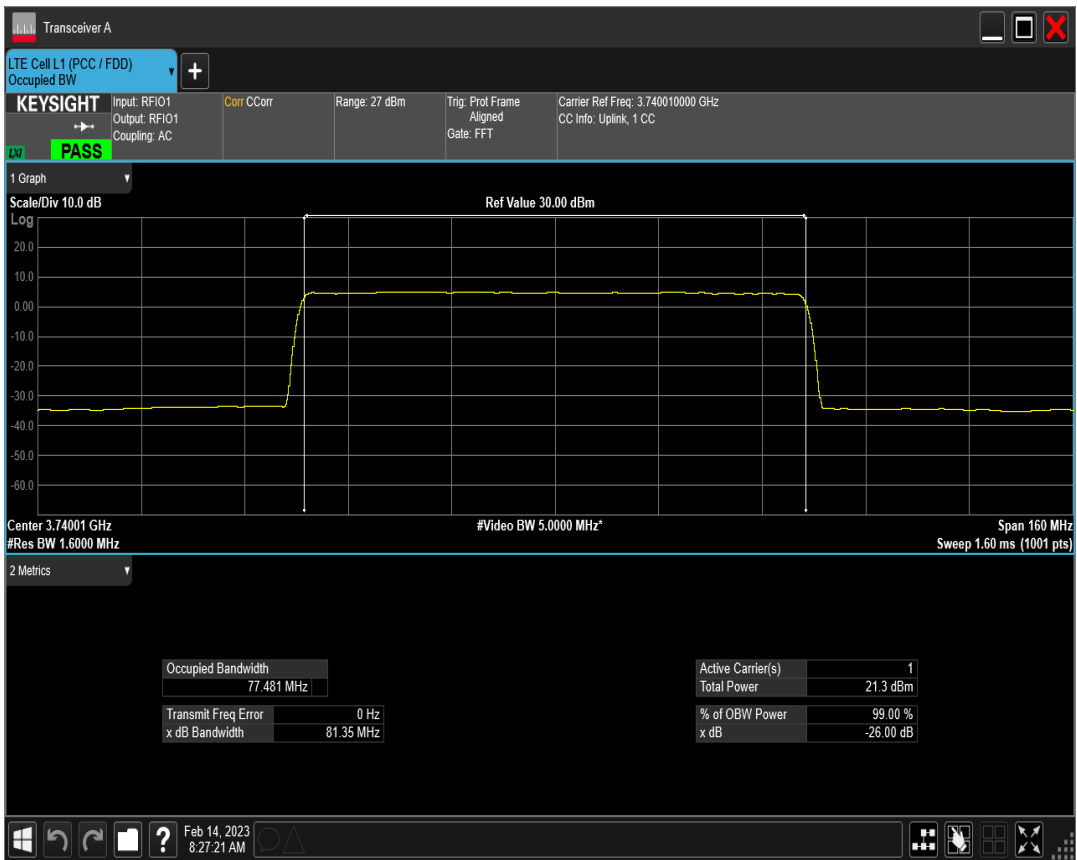 Transceiver A
LTE Cell L1 (PCC / FDD)
Occupied BW
+
KEYSIGHT
LXI
PASS
Input: RFIO1
Output: RFIO1
Coupling: AC
Corr CCorr
Range: 27 dBm
Trig: Prot Frame
Aligned
Gate: FFT
Carrier Ref Freq: 3.740010000 GHz
CC Info: Uplink, 1 CC
1 Graph
Scale/Div 10.0 dB
Ref Value 30.00 dBm
Log
20.0
10.0
0.00
-10.0
-20.0
-30.0
-40.0
-50.0
-60.0
Center 3.74001 GHz
#Video BW 5.0000 MHz*
Span 160 MHz
#Res BW 1.6000 MHz
Sweep 1.60 ms (1001 pts)
2 Metrics
Occupied Bandwidth
77.481 MHz
Transmit Freq Error 0 Hz
x dB Bandwidth 81.35 MHz
Active Carrier(s) 1
Total Power 21.3 dBm
% of OBW Power 99.00 %
x dB -26.00 dB
?
Feb 14, 2023
8:27:21 AM